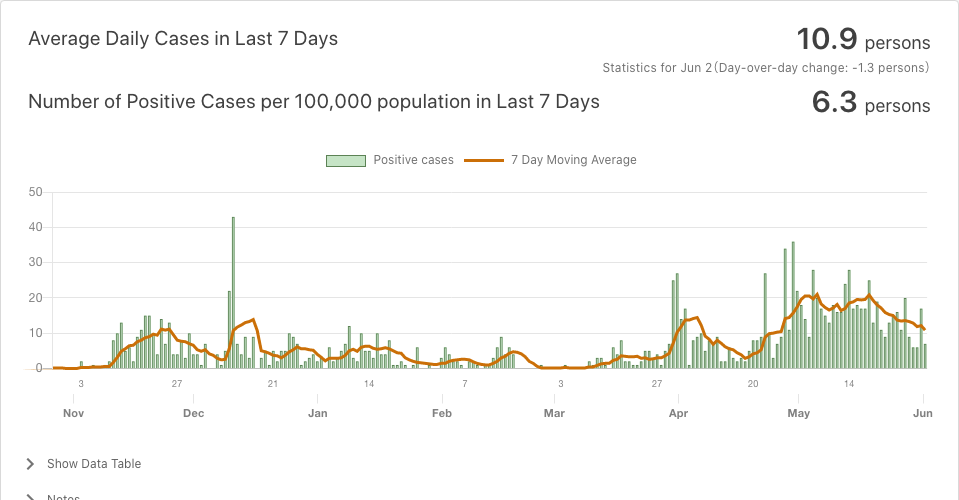 Average Daily Cases in Last 7 Days
10.9 persons
Statistics for Jun 2(Day-over-day change: -1.3 persons)
Number of Positive Cases per 100,000 population in Last 7 Days
6.3 persons
Positive cases 7 Day Moving Average
50
40
30
20
10
0
3 27 21 14 7 3 27 20 14
Nov Dec Jan Feb Mar Apr May Jun
Show Data Table
Notes